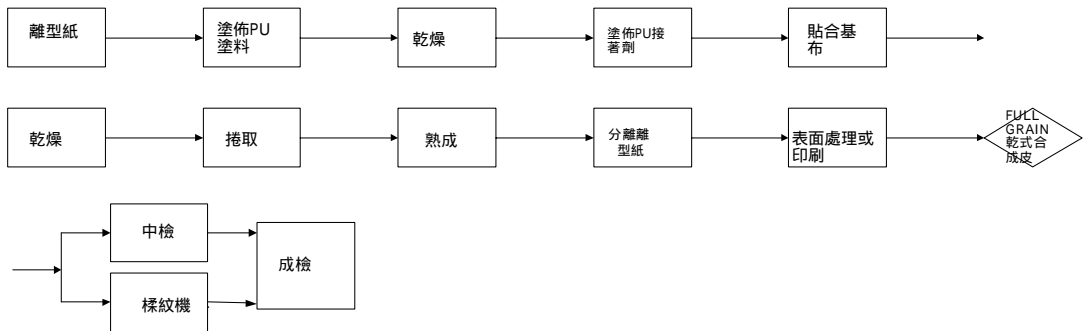 離型紙
塗佈PU
塗料
乾燥
塗佈PU接
著劑
貼合基
布
乾燥
捲取
熟成
分離離
型紙
表面處理或
印刷
FULL
GRAIN
乾式合
成皮
中檢
成檢
樣紋機